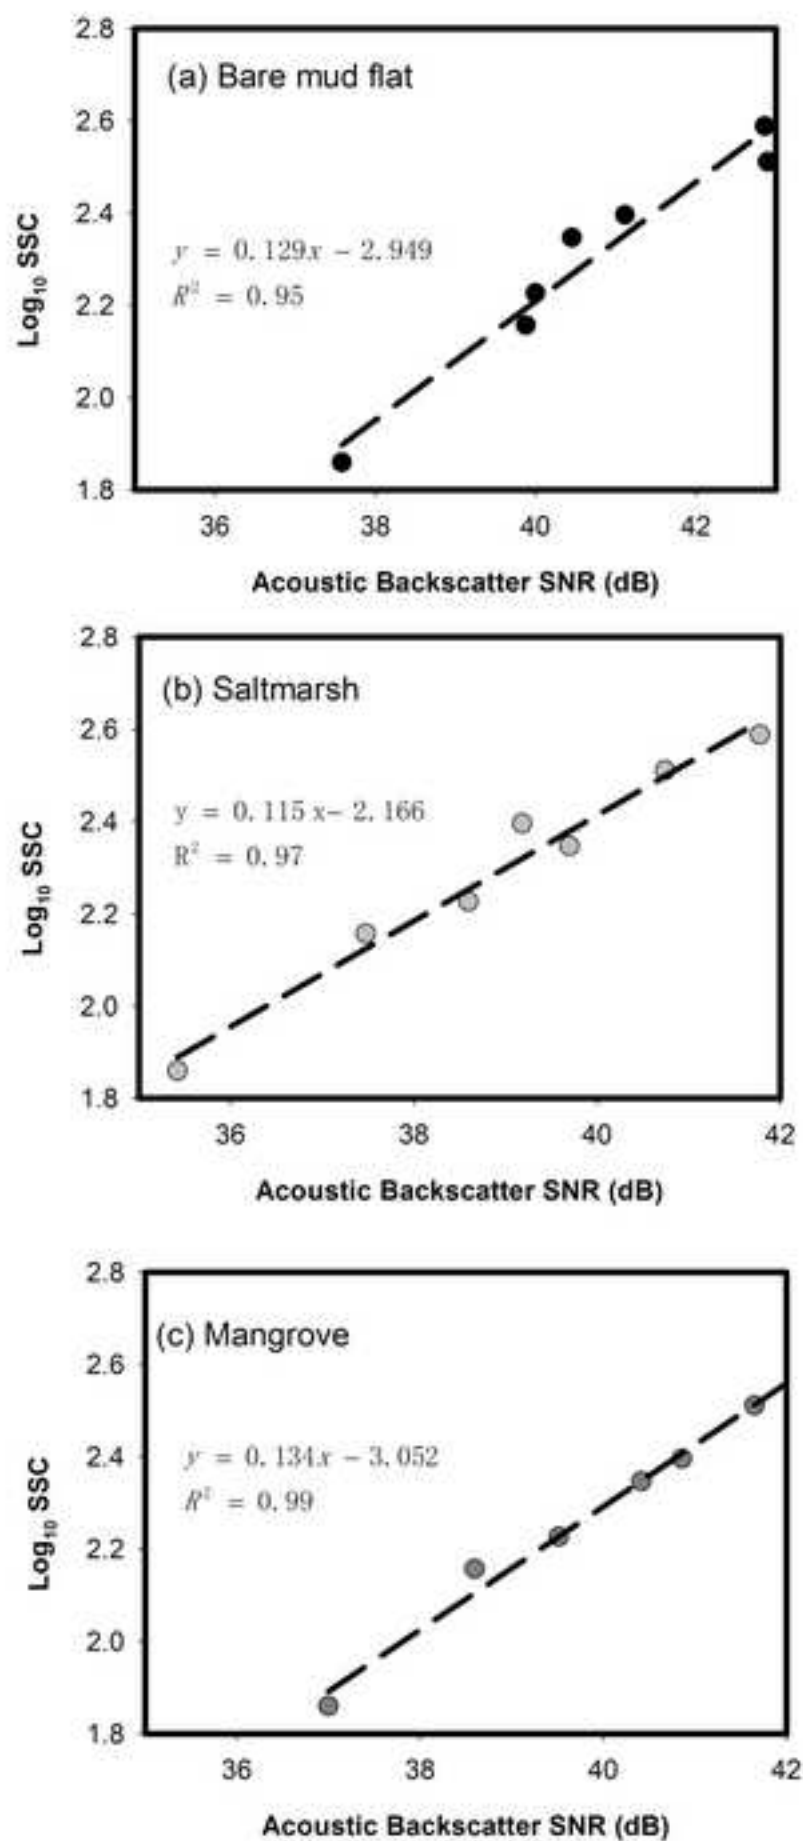 2.8
(a) Bare mud flat
2.6
2.4
y = 0.129x − 2.949
2.2
R² = 0.95
2.0
1.8
Log₁₀ SSC
36 38 40 42
Acoustic Backscatter SNR (dB)
2.8
(b) Saltmarsh
2.6
2.4
y = 0.115 x− 2.166
R² = 0.97
2.2
2.0
1.8
Log₁₀ SSC
36 38 40 42
Acoustic Backscatter SNR (dB)
2.8
(c) Mangrove
2.6
2.4
y = 0.134x − 3.052
R² = 0.99
2.2
2.0
1.8
Log₁₀ SSC
36 38 40 42
Acoustic Backscatter SNR (dB)